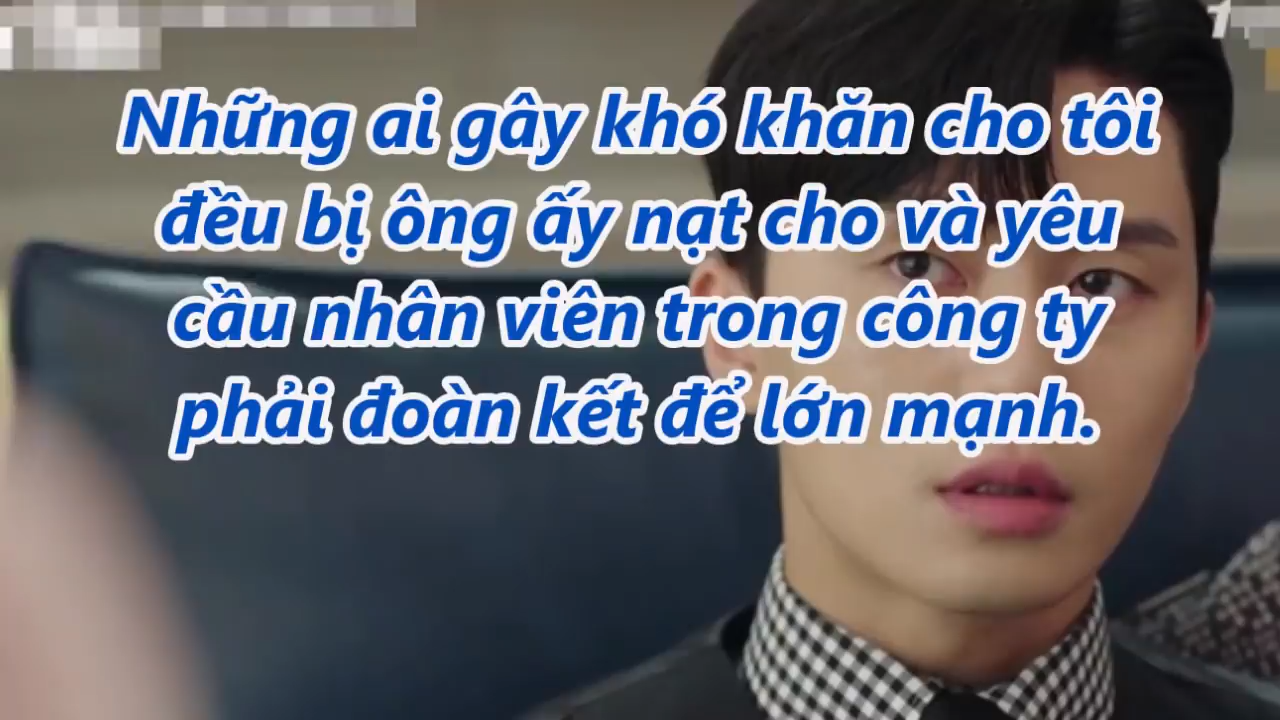 Những ai gây khó khăn cho tôi
đều bị ông ấy nạt cho và yêu
cầu nhân viên trong công ty
phải đoàn kết để lớn mạnh.